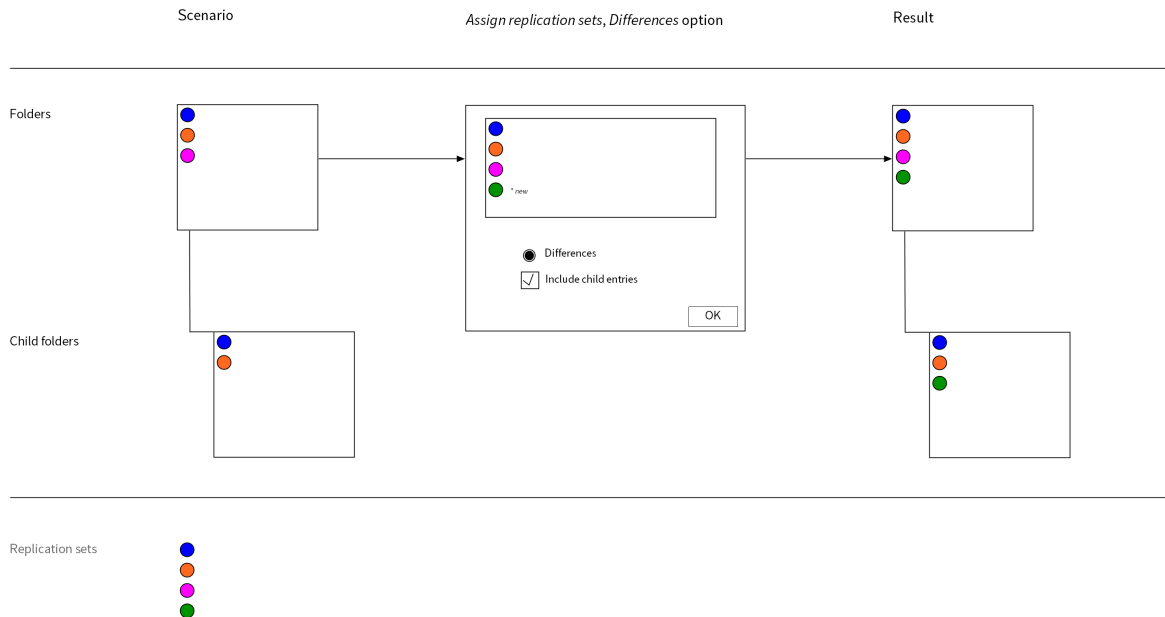 Scenario
Assign replication sets, Differences option
Result
Folders
* new
Differences
Include child entries
OK
Child folders
Replication sets